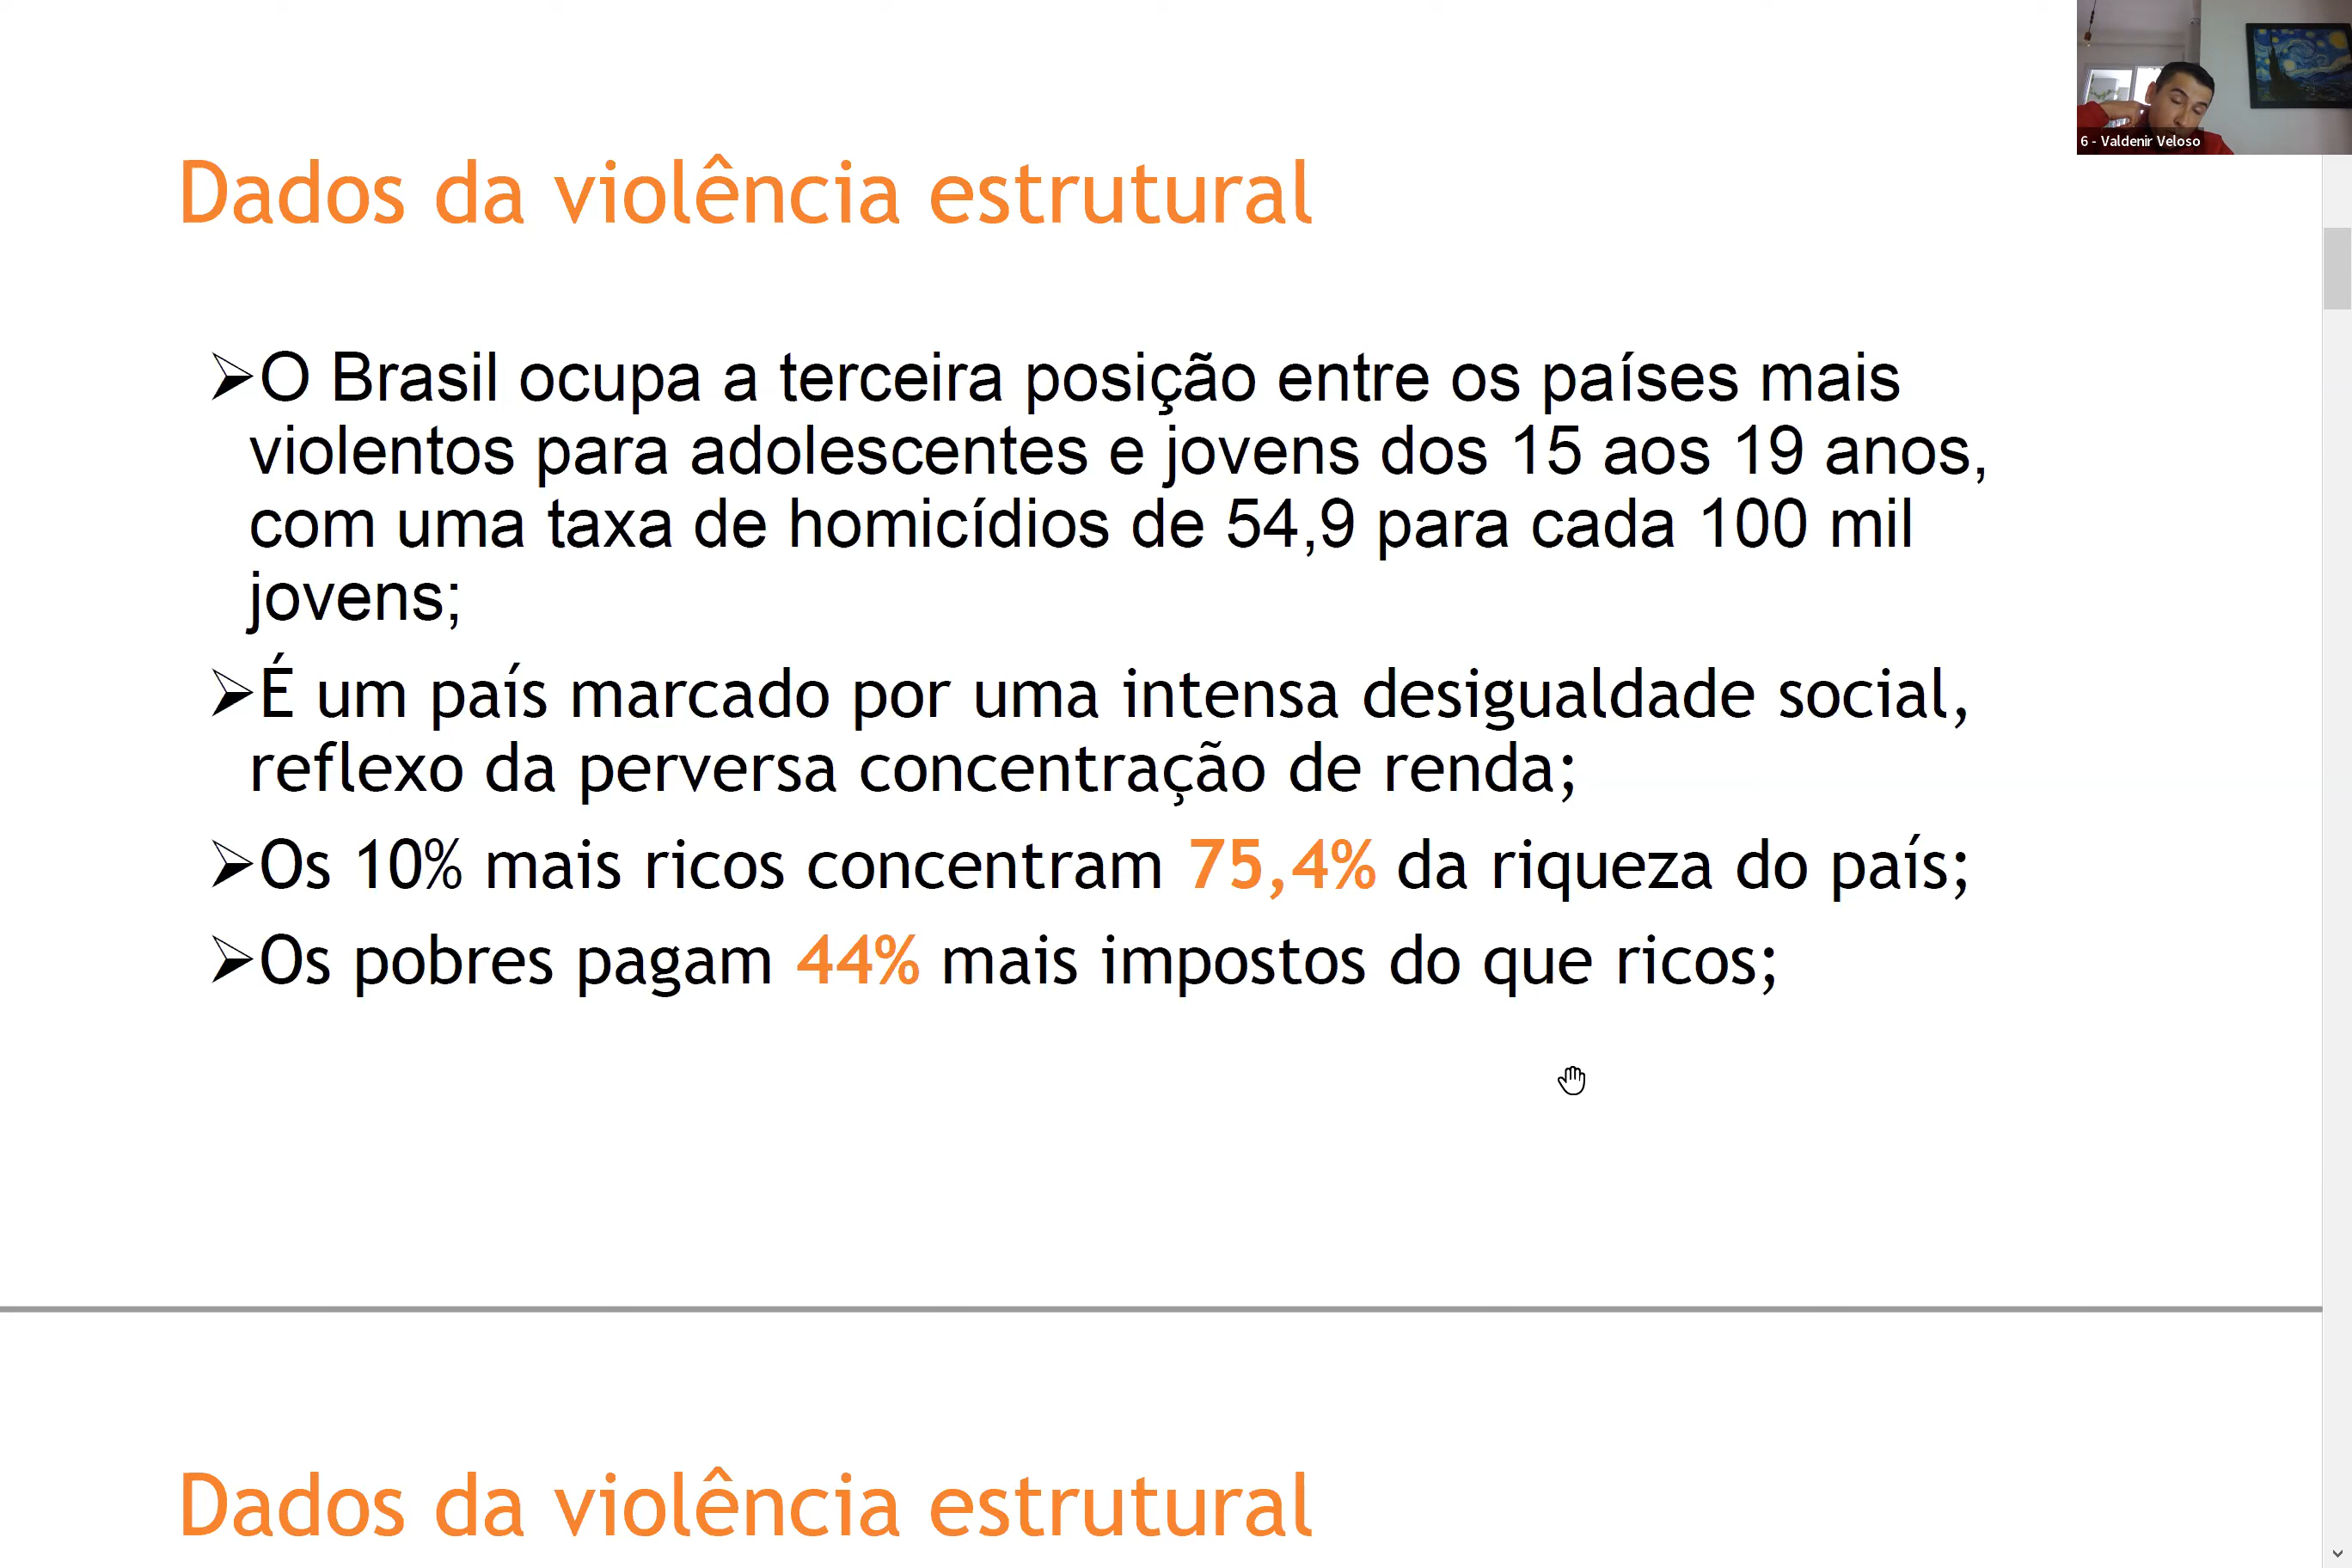 6 - Valdenir Veloso
Dados da violência estrutural
➢O Brasil ocupa a terceira posição entre os países mais
violentos para adolescentes e jovens dos 15 aos 19 anos,
com uma taxa de homicídios de 54,9 para cada 100 mil
jovens;
➢É um país marcado por uma intensa desigualdade social,
reflexo da perversa concentração de renda;
➢Os 10% mais ricos concentram 75,4% da riqueza do país;
➢Os pobres pagam 44% mais impostos do que ricos;
Dados da violência estrutural